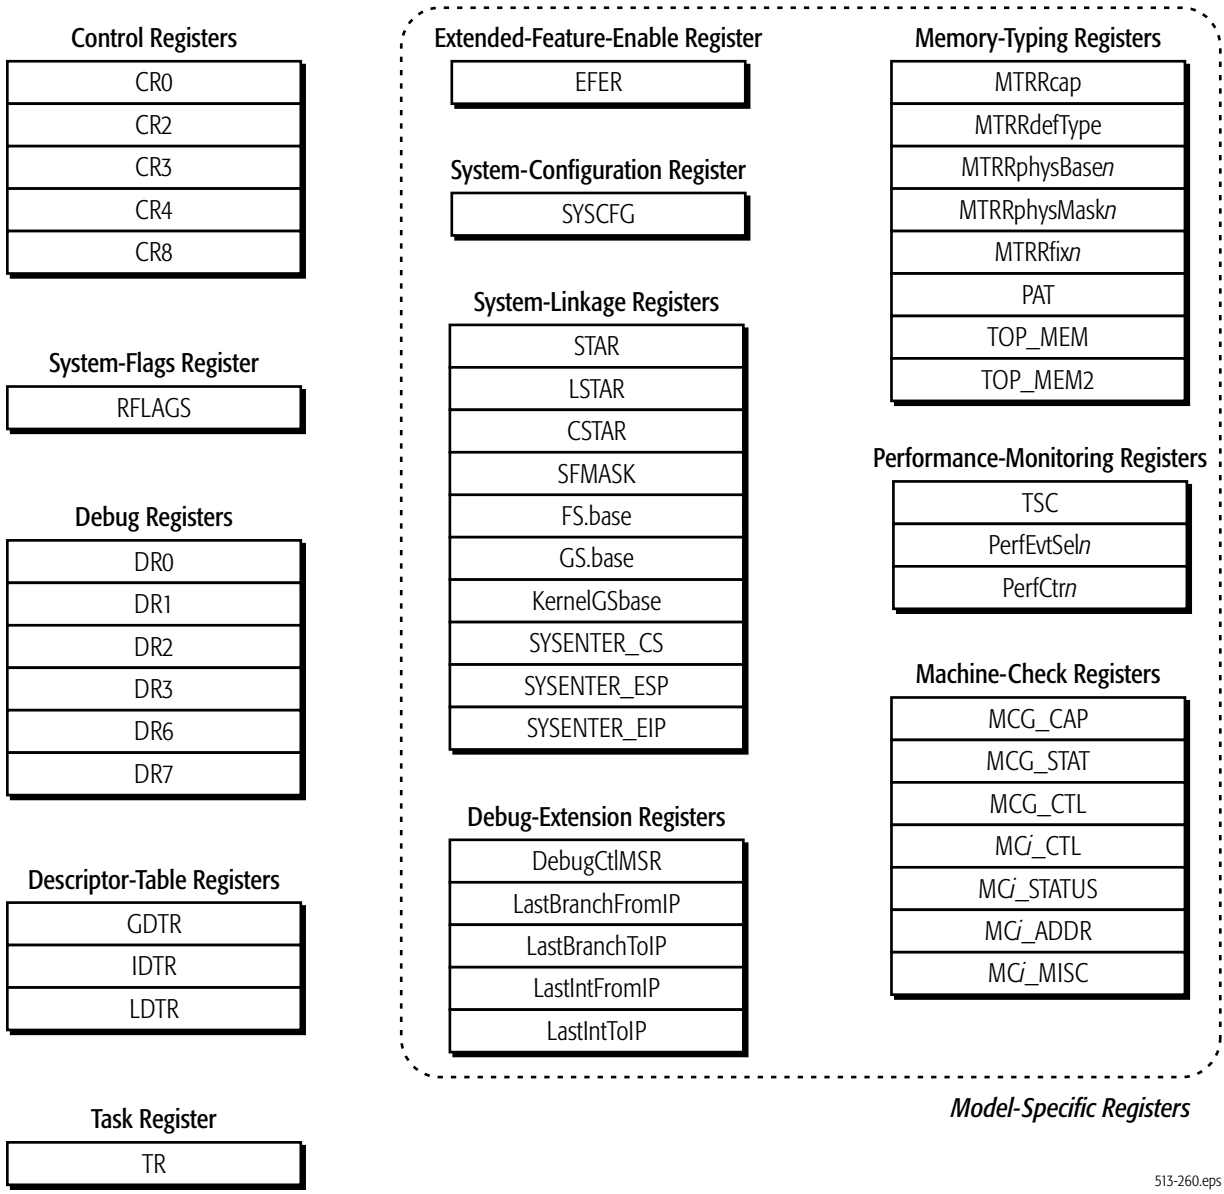 Control Registers
CR0
CR2
CR3
CR4
CR8
System-Flags Register
RFLAGS
Debug Registers
DR0
DR1
DR2
DR3
DR6
DR7
Descriptor-Table Registers
GDTR
IDTR
LDTR
Task Register
TR
Extended-Feature-Enable Register
EFER
System-Configuration Register
SYSCFG
System-Linkage Registers
STAR
LSTAR
CSTAR
SFMASK
FS.base
GS.base
KernelGSbase
SYSENTER_CS
SYSENTER_ESP
SYSENTER_EIP
Debug-Extension Registers
DebugCtlMSR
LastBranchFromIP
LastBranchToIP
LastIntFromIP
LastIntToIP
Memory-Typing Registers
MTRRcap
MTRRdefType
MTRRphysBasen
MTRRphysMaskn
MTRRfixn
PAT
TOP_MEM
TOP_MEM2
Performance-Monitoring Registers
TSC
PerfEvtSeln
PerfCtrn
Machine-Check Registers
MCG_CAP
MCG_STAT
MCG_CTL
MCi_CTL
MCi_STATUS
MCi_ADDR
MCi_MISC
Model-Specific Registers
513-260.eps